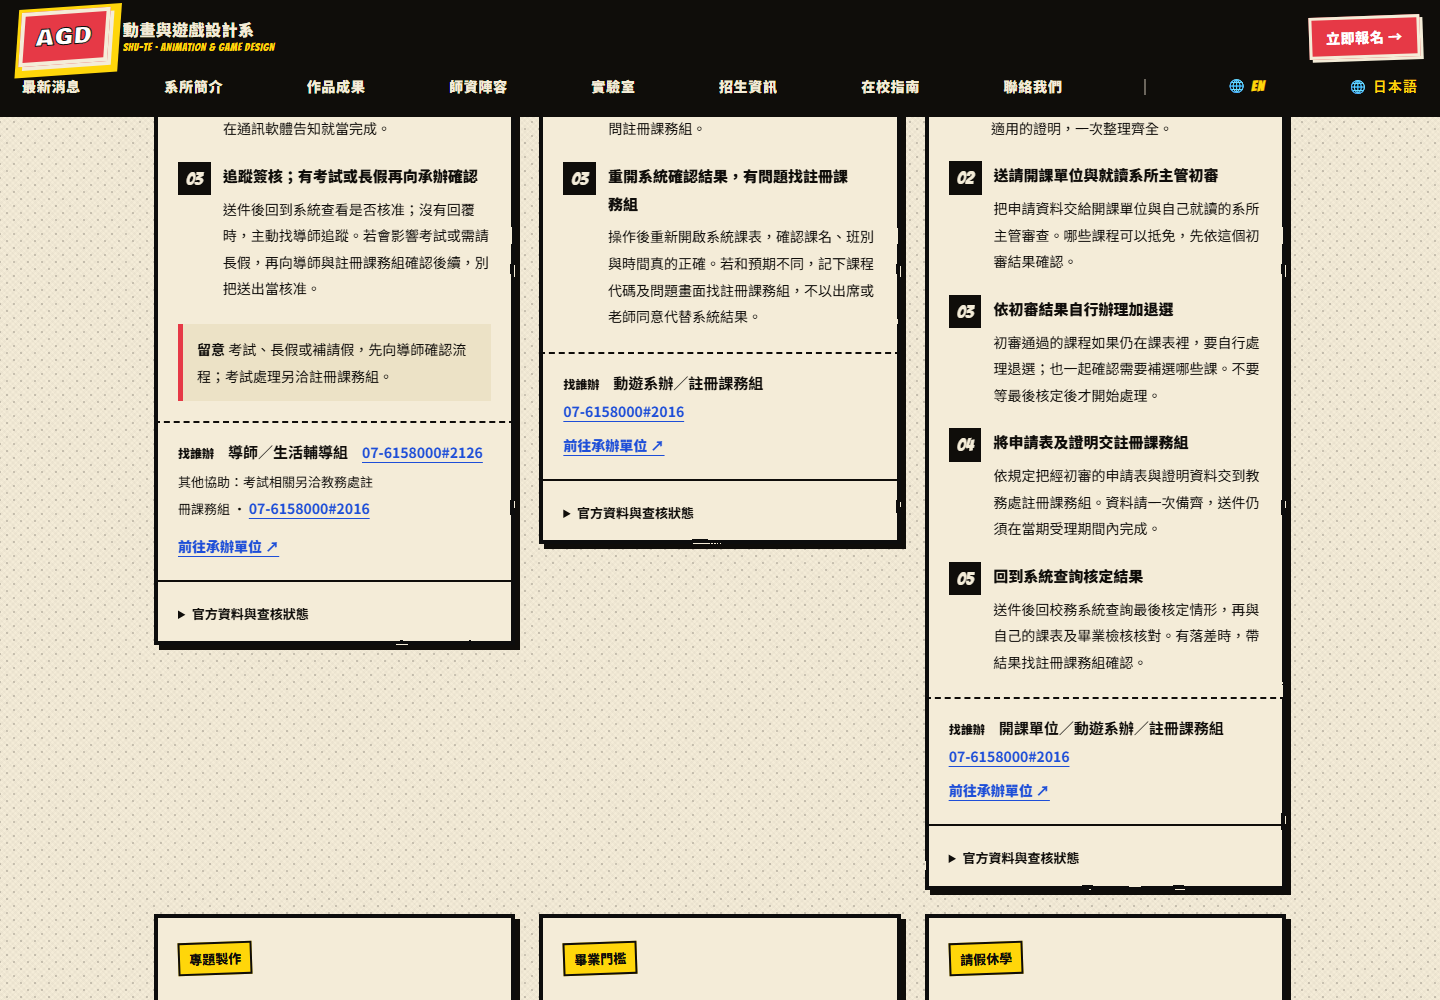 AGD
動畫與遊戲設計系
SHU-TE · ANIMATION & GAME DESIGN
立即報名 →
最新消息
系所簡介
作品成果
師資陣容
實驗室
招生資訊
在校指南
聯絡我們
EN
日本語
在通訊軟體告知就當完成。
03
追蹤簽核；有考試或長假再向承辦確認
送件後回到系統查看是否核准；沒有回覆
時，主動找導師追蹤。若會影響考試或需請
長假，再向導師與註冊課務組確認後續，別
把送出當核准。
留意 考試、長假或補請假，先向導師確認流
程；考試處理另洽註冊課務組。
找誰辦 導師／生活輔導組 07-6158000#2126
其他協助：考試相關另洽教務處註
冊課務組 · 07-6158000#2016
前往承辦單位 ↗
▶ 官方資料與查核狀態
問註冊課務組。
03
重開系統確認結果，有問題找註冊課
務組
操作後重新開啟系統課表，確認課名、班別
與時間真的正確。若和預期不同，記下課程
代碼及問題畫面找註冊課務組，不以出席或
老師同意代替系統結果。
找誰辦 動遊系辦／註冊課務組
07-6158000#2016
前往承辦單位 ↗
▶ 官方資料與查核狀態
適用的證明，一次整理齊全。
02
送請開課單位與就讀系所主管初審
把申請資料交給開課單位與自己就讀的系所
主管審查。哪些課程可以抵免，先依這個初
審結果確認。
03
依初審結果自行辦理加退選
初審通過的課程如果仍在課表裡，要自行處
理退選；也一起確認需要補選哪些課。不要
等最後核定後才開始處理。
04
將申請表及證明交註冊課務組
依規定把經初審的申請表與證明資料交到教
務處註冊課務組。資料請一次備齊，送件仍
須在當期受理期間內完成。
05
回到系統查詢核定結果
送件後回校務系統查詢最後核定情形，再與
自己的課表及畢業檢核核對。有落差時，帶
結果找註冊課務組確認。
找誰辦 開課單位／動遊系辦／註冊課務組
07-6158000#2016
前往承辦單位 ↗
▶ 官方資料與查核狀態
專題製作
畢業門檻
請假休學